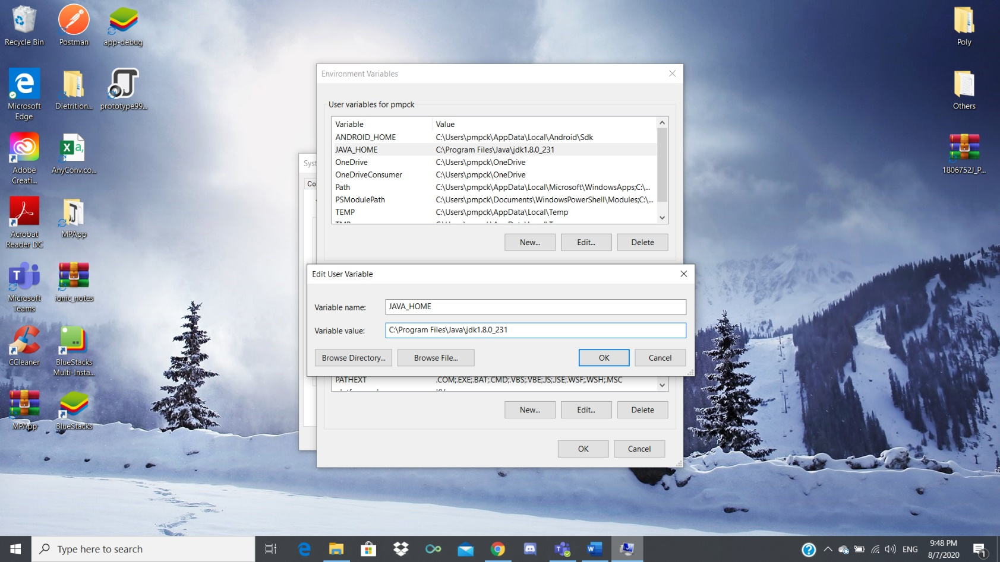 Recycle Bin
Postman
app-debug
Microsoft
Edge
Dietrition...
prototype99...
Adobe
Creati...
AnyConv.co...
Acrobat
Reader DC
MPApp
Microsoft
Teams
ionic_notes
CCleaner
BlueStacks
Multi-Insta...
MPApp
BlueStacks
Poly
Others
1806752J_P...
Environment Variables
User variables for pmpck
Variable Value
ANDROID_HOME C:\Users\pmpck\AppData\Local\Android\Sdk
JAVA_HOME C:\Program Files\Java\jdk1.8.0_231
OneDrive C:\Users\pmpck\OneDrive
OneDriveConsumer C:\Users\pmpck\OneDrive
Path C:\Users\pmpck\AppData\Local\Microsoft\WindowsApps;C:\...
PSModulePath C:\Users\pmpck\Documents\WindowsPowerShell\Modules;C:\...
TEMP C:\Users\pmpck\AppData\Local\Temp
New... Edit... Delete
Syst
Co
Edit User Variable
Variable name: JAVA_HOME
Variable value: C:\Program Files\Java\jdk1.8.0_231
Browse Directory... Browse File... OK Cancel
PATHEXT .COM;.EXE;.BAT;.CMD;.VBS;.VBE;.JS;.JSE;.WSF;.WSH;.MSC
New... Edit... Delete
OK Cancel
Type here to search
ENG
9:48 PM
8/7/2020
1